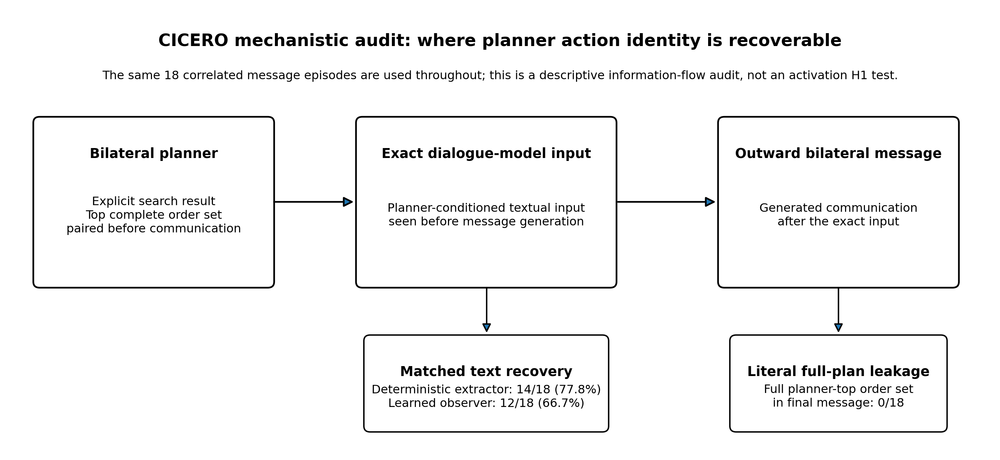 CICERO mechanistic audit: where planner action identity is recoverable
The same 18 correlated message episodes are used throughout; this is a descriptive information-flow audit, not an activation H1 test.
Bilateral planner
Explicit search result
Top complete order set
paired before communication
Exact dialogue-model input
Planner-conditioned textual input
seen before message generation
Outward bilateral message
Generated communication
after the exact input
Matched text recovery
Deterministic extractor: 14/18 (77.8%)
Learned observer: 12/18 (66.7%)
Literal full-plan leakage
Full planner-top order set
in final message: 0/18